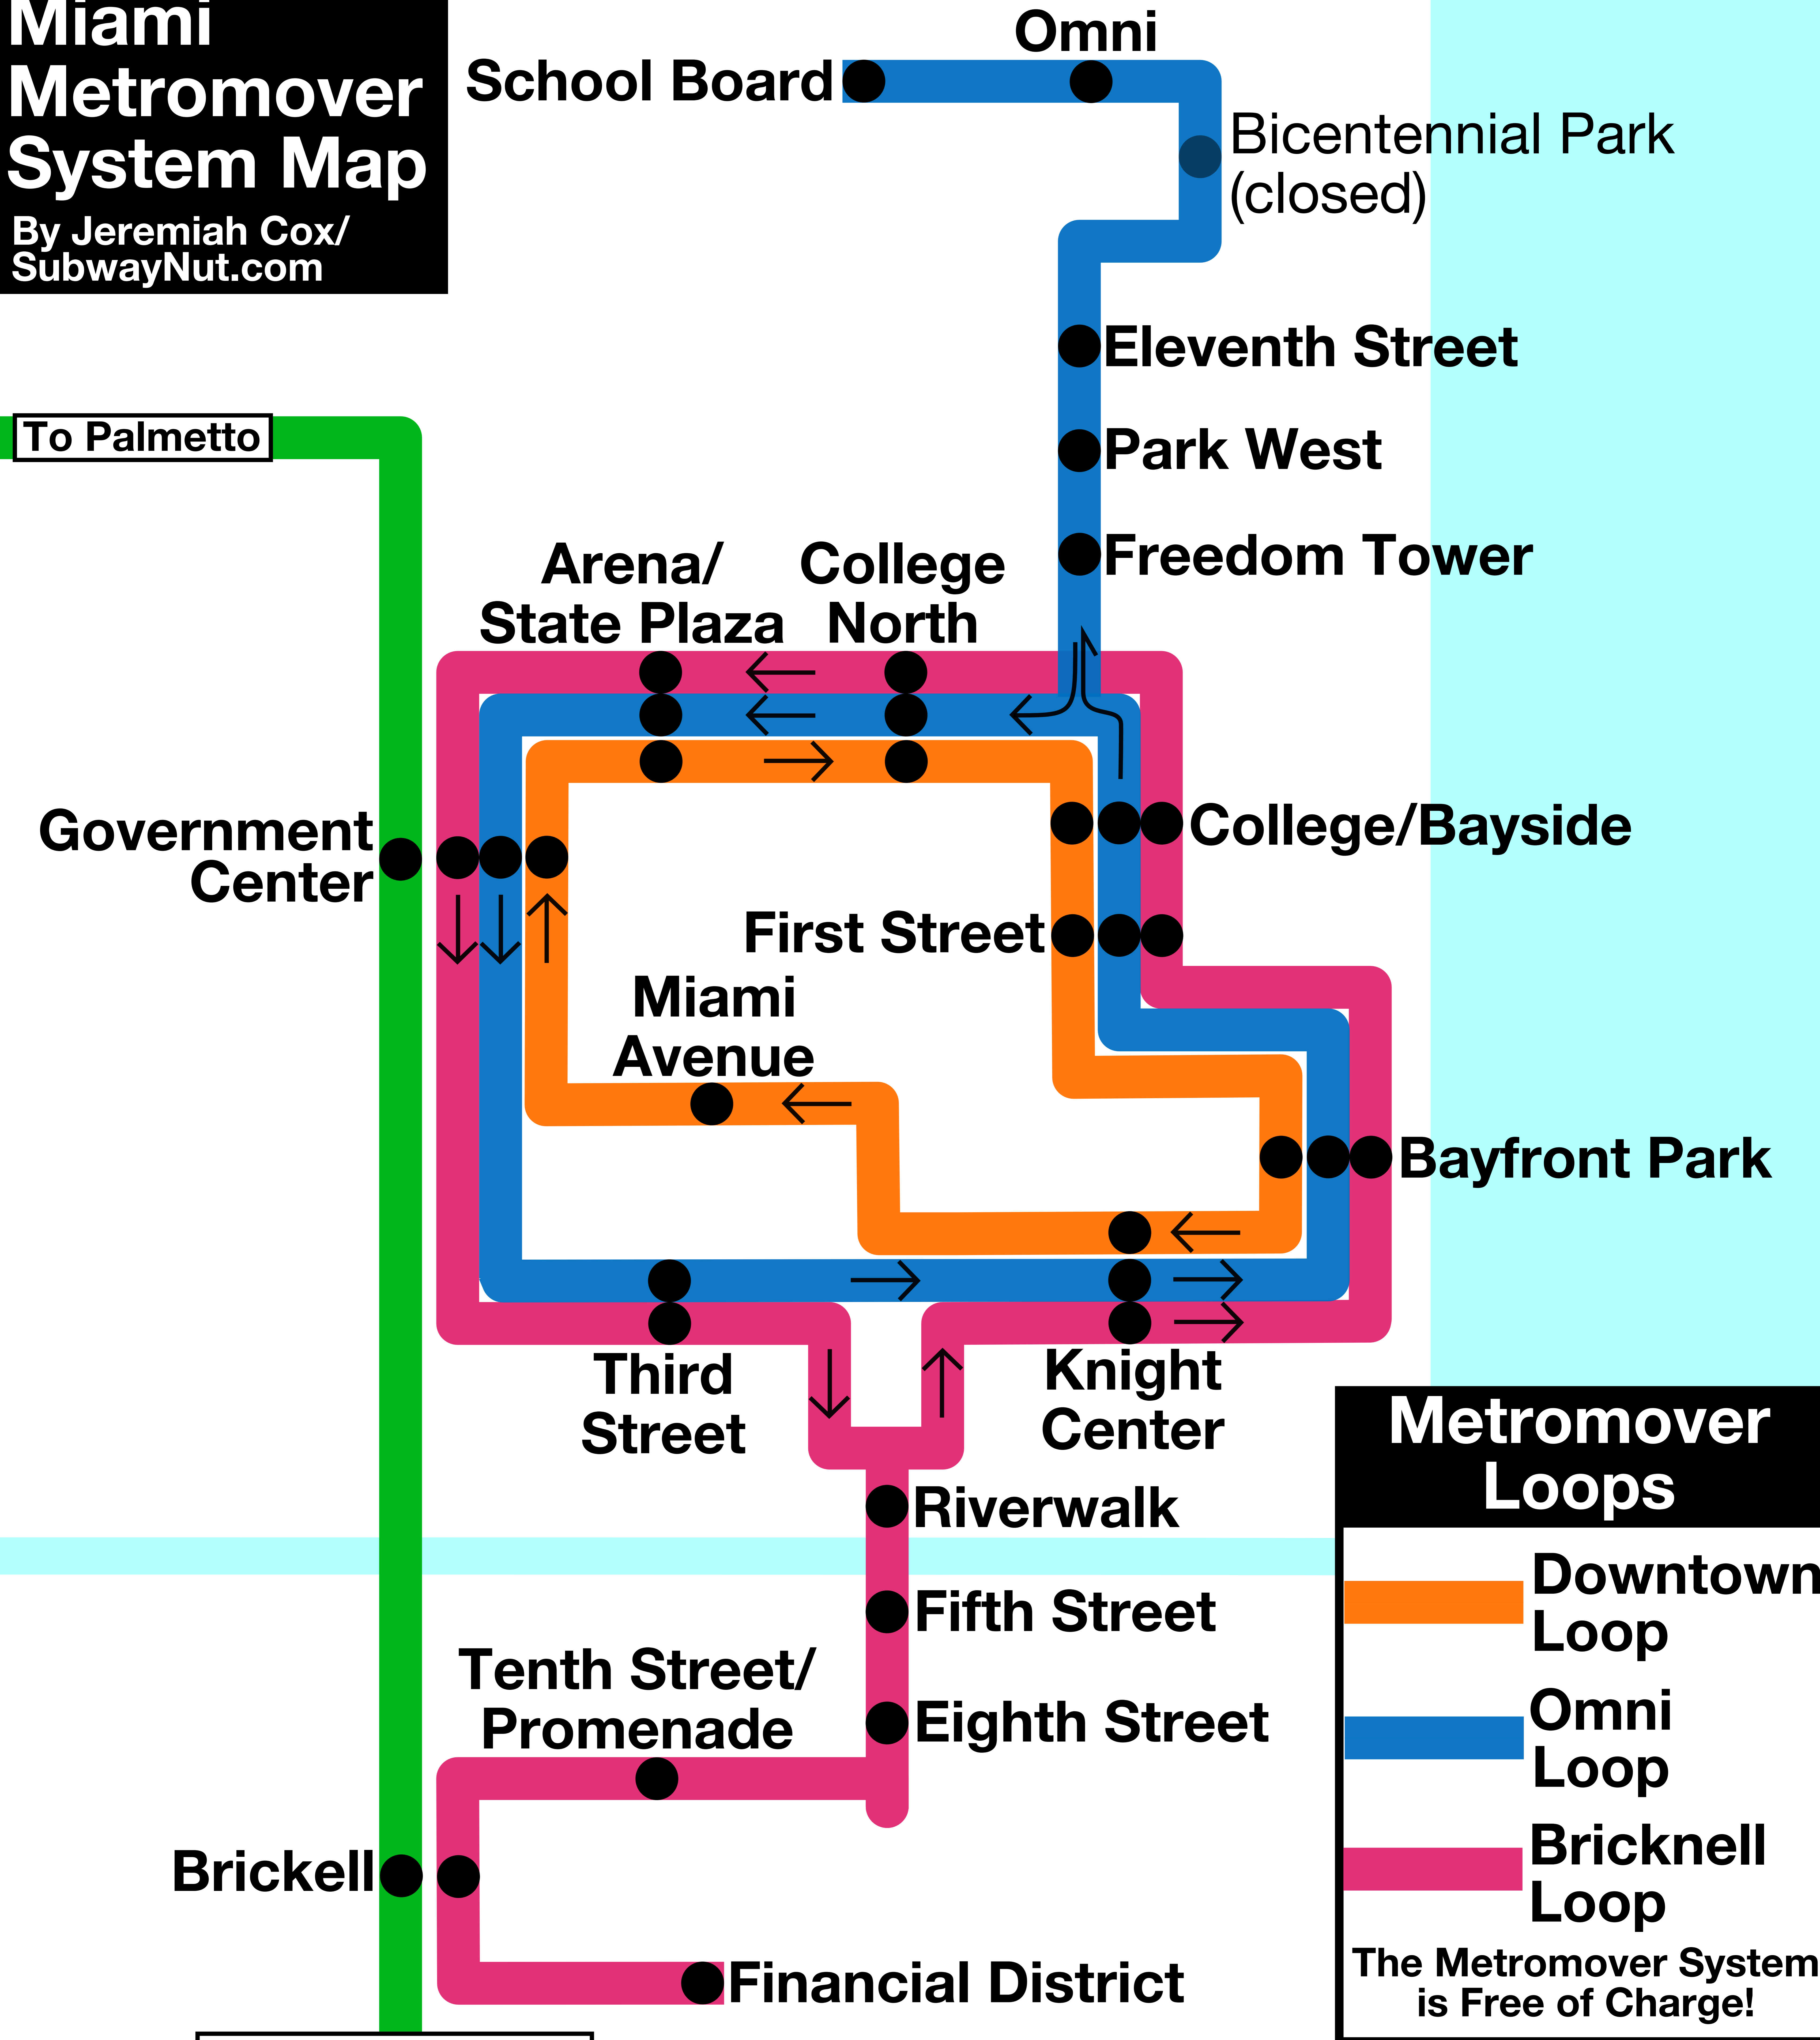 Miami
Metromover
System Map
By Jeremiah Cox/
SubwayNut.com
Omni
School Board
Bicentennial Park
(closed)
Eleventh Street
To Palmetto
Park West
Freedom Tower
Arena/
State Plaza
College
North
Government
Center
College/Bayside
First Street
Miami
Avenue
Bayfront Park
Third
Street
Knight
Center
Riverwalk
Fifth Street
Tenth Street/
Promenade
Eighth Street
Brickell
Financial District
Metromover
Loops
Downtown
Loop
Omni
Loop
Bricknell
Loop
The Metromover System
is Free of Charge!